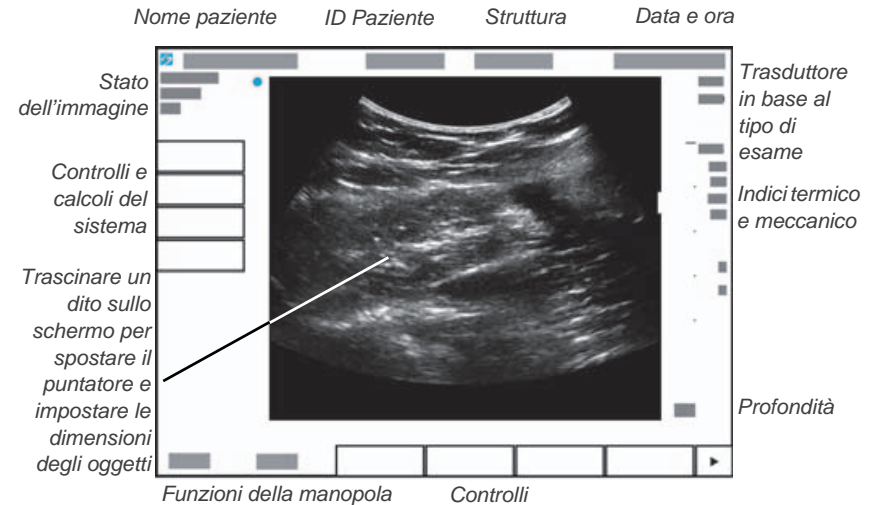 Nome paziente
ID Paziente
Struttura
Data e ora
Stato
dell'immagine
Controlli e
calcoli del
sistema
Trascinare un
dito sullo
schermo per
spostare il
puntatore e
impostare le
dimensioni
degli oggetti
Trasduttore
in base al
tipo di
esame
Indici termico
e meccanico
Profondità
Funzioni della manopola
Controlli